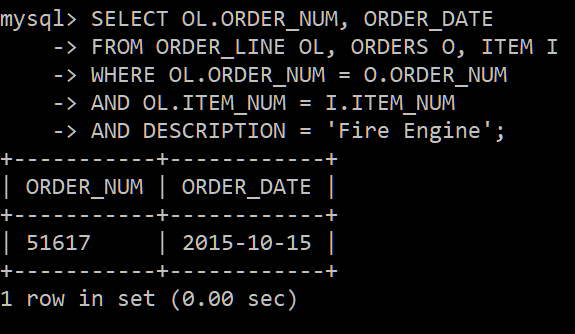 mysql> SELECT OL.ORDER_NUM, ORDER_DATE
    -> FROM ORDER_LINE OL, ORDERS O, ITEM I
    -> WHERE OL.ORDER_NUM = O.ORDER_NUM
    -> AND OL.ITEM_NUM = I.ITEM_NUM
    -> AND DESCRIPTION = 'Fire Engine';
+-----------+------------+
| ORDER_NUM | ORDER_DATE |
+-----------+------------+
| 51617     | 2015-10-15 |
+-----------+------------+
1 row in set (0.00 sec)